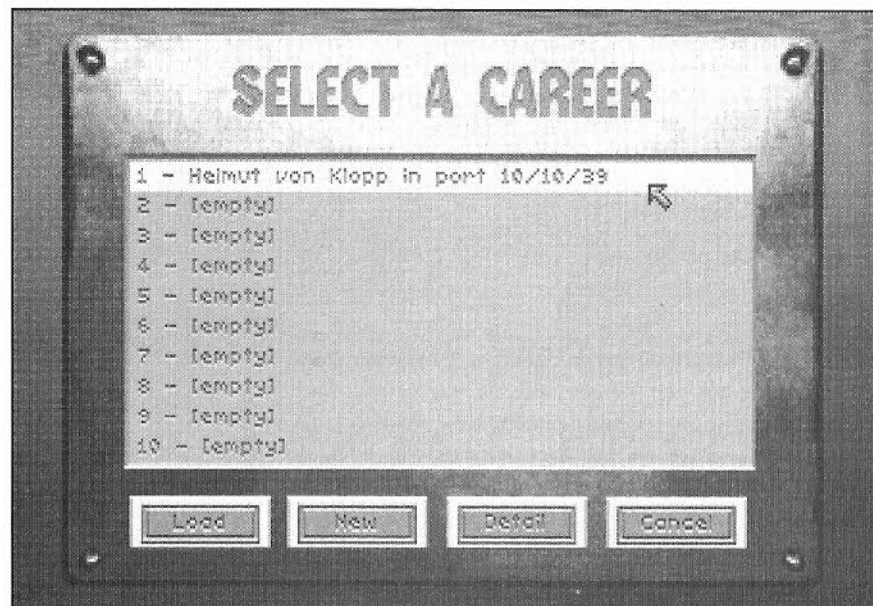 SELECT A CAREER
1 - Helmut von Klopp in port 10/10/39
2 - [empty]
3 - [empty]
4 - [empty]
5 - [empty]
6 - [empty]
7 - [empty]
8 - [empty]
9 - [empty]
10 - [empty]
Load New Detail Cancel